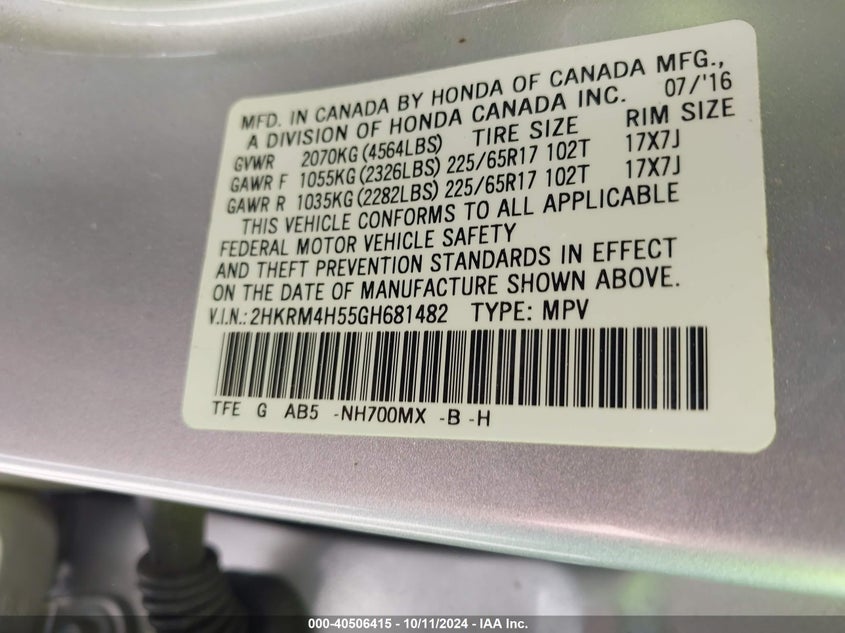 MFD. IN CANADA BY HONDA OF CANADA MFG.,
A DIVISION OF HONDA CANADA INC. 07/'16
GVWR 2070KG (4564LBS) TIRE SIZE RIM SIZE
GAWR F 1055KG (2326LBS) 225/65R17 102T 17X7J
GAWR R 1035KG (2282LBS) 225/65R17 102T 17X7J
THIS VEHICLE CONFORMS TO ALL APPLICABLE
FEDERAL MOTOR VEHICLE SAFETY
AND THEFT PREVENTION STANDARDS IN EFFECT
ON THE DATE OF MANUFACTURE SHOWN ABOVE.
V.I.N.: 2HKRM4H55GH681482 TYPE: MPV
TFE G AB5 -NH700MX -B -H
000-40506415 - 10/11/2024 - IAA Inc.